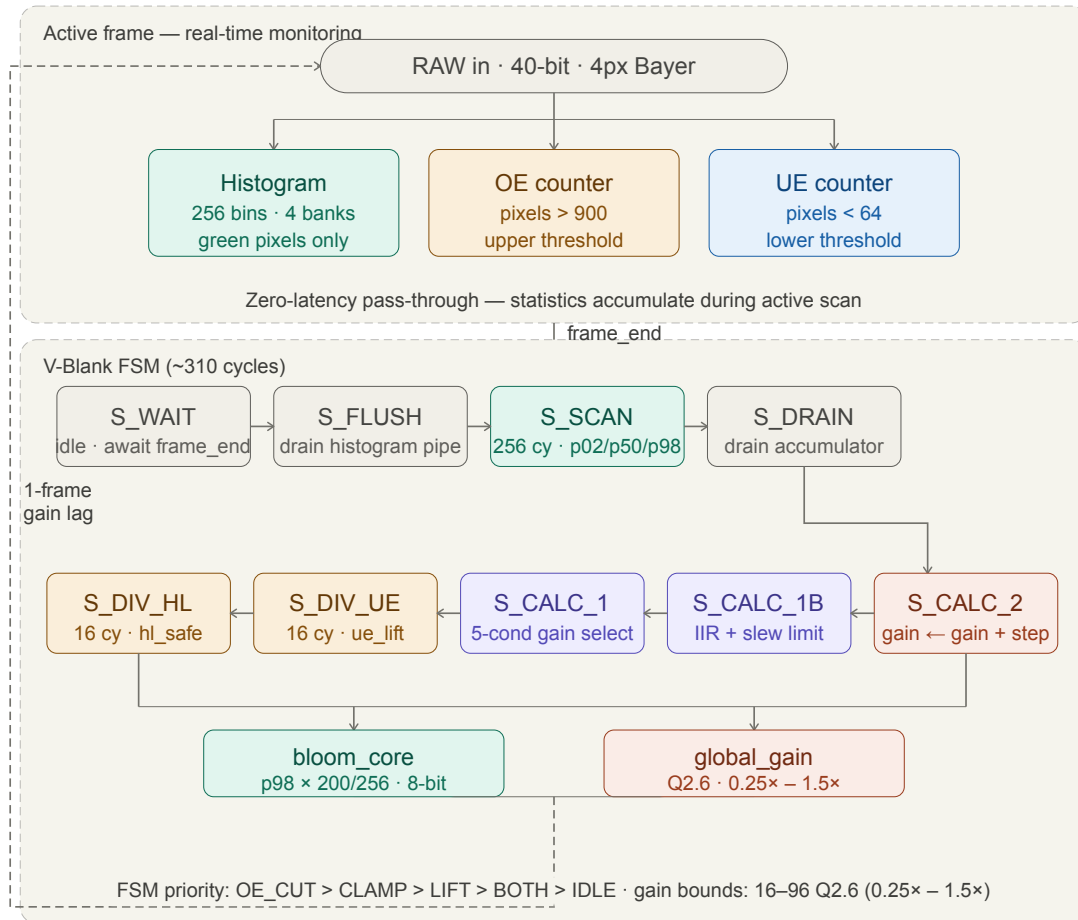 Active frame — real-time monitoring
RAW in · 40-bit · 4px Bayer
Histogram
256 bins · 4 banks
green pixels only
OE counter
pixels > 900
upper threshold
UE counter
pixels < 64
lower threshold
Zero-latency pass-through — statistics accumulate during active scan
frame_end
V-Blank FSM (~310 cycles)
S_WAIT
idle · await frame_end
S_FLUSH
drain histogram pipe
S_SCAN
256 cy · p02/p50/p98
S_DRAIN
drain accumulator
1-frame
gain lag
S_DIV_HL
16 cy · hl_safe
S_DIV_UE
16 cy · ue_lift
S_CALC_1
5-cond gain select
S_CALC_1B
IIR + slew limit
S_CALC_2
gain ← gain + step
bloom_core
p98 × 200/256 · 8-bit
global_gain
Q2.6 · 0.25× – 1.5×
FSM priority: OE_CUT > CLAMP > LIFT > BOTH > IDLE · gain bounds: 16–96 Q2.6 (0.25× – 1.5×)